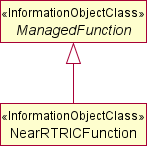 «InformationObjectClass»
ManagedFunction
«InformationObjectClass»
NearRTRICFunction